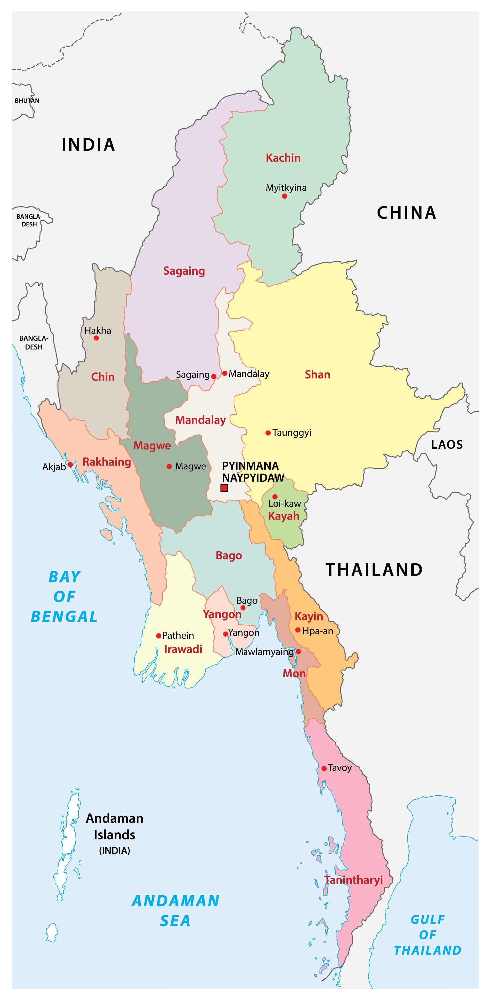 BHUTAN
INDIA
Kachin
Myitkyina
CHINA
BANGLA-
DESH
Sagaing
Hakha
BANGLA-
DESH
Chin
Sagaing
Mandalay
Shan
Mandalay
Taunggyi
LAOS
Magwe
Rakhaing
Akjab
Magwe
PYINMANA
NAYPYIDAW
Loi-kaw
Kayah
Bago
THAILAND
BAY
OF
BENGAL
Bago
Yangon
Kayin
Hpa-an
Yangon
Pathein
Irawadi
Mawlamyaing
Mon
Tavoy
Andaman
Islands
(INDIA)
Tanintharyi
ANDAMAN
SEA
GULF
OF
THAILAND